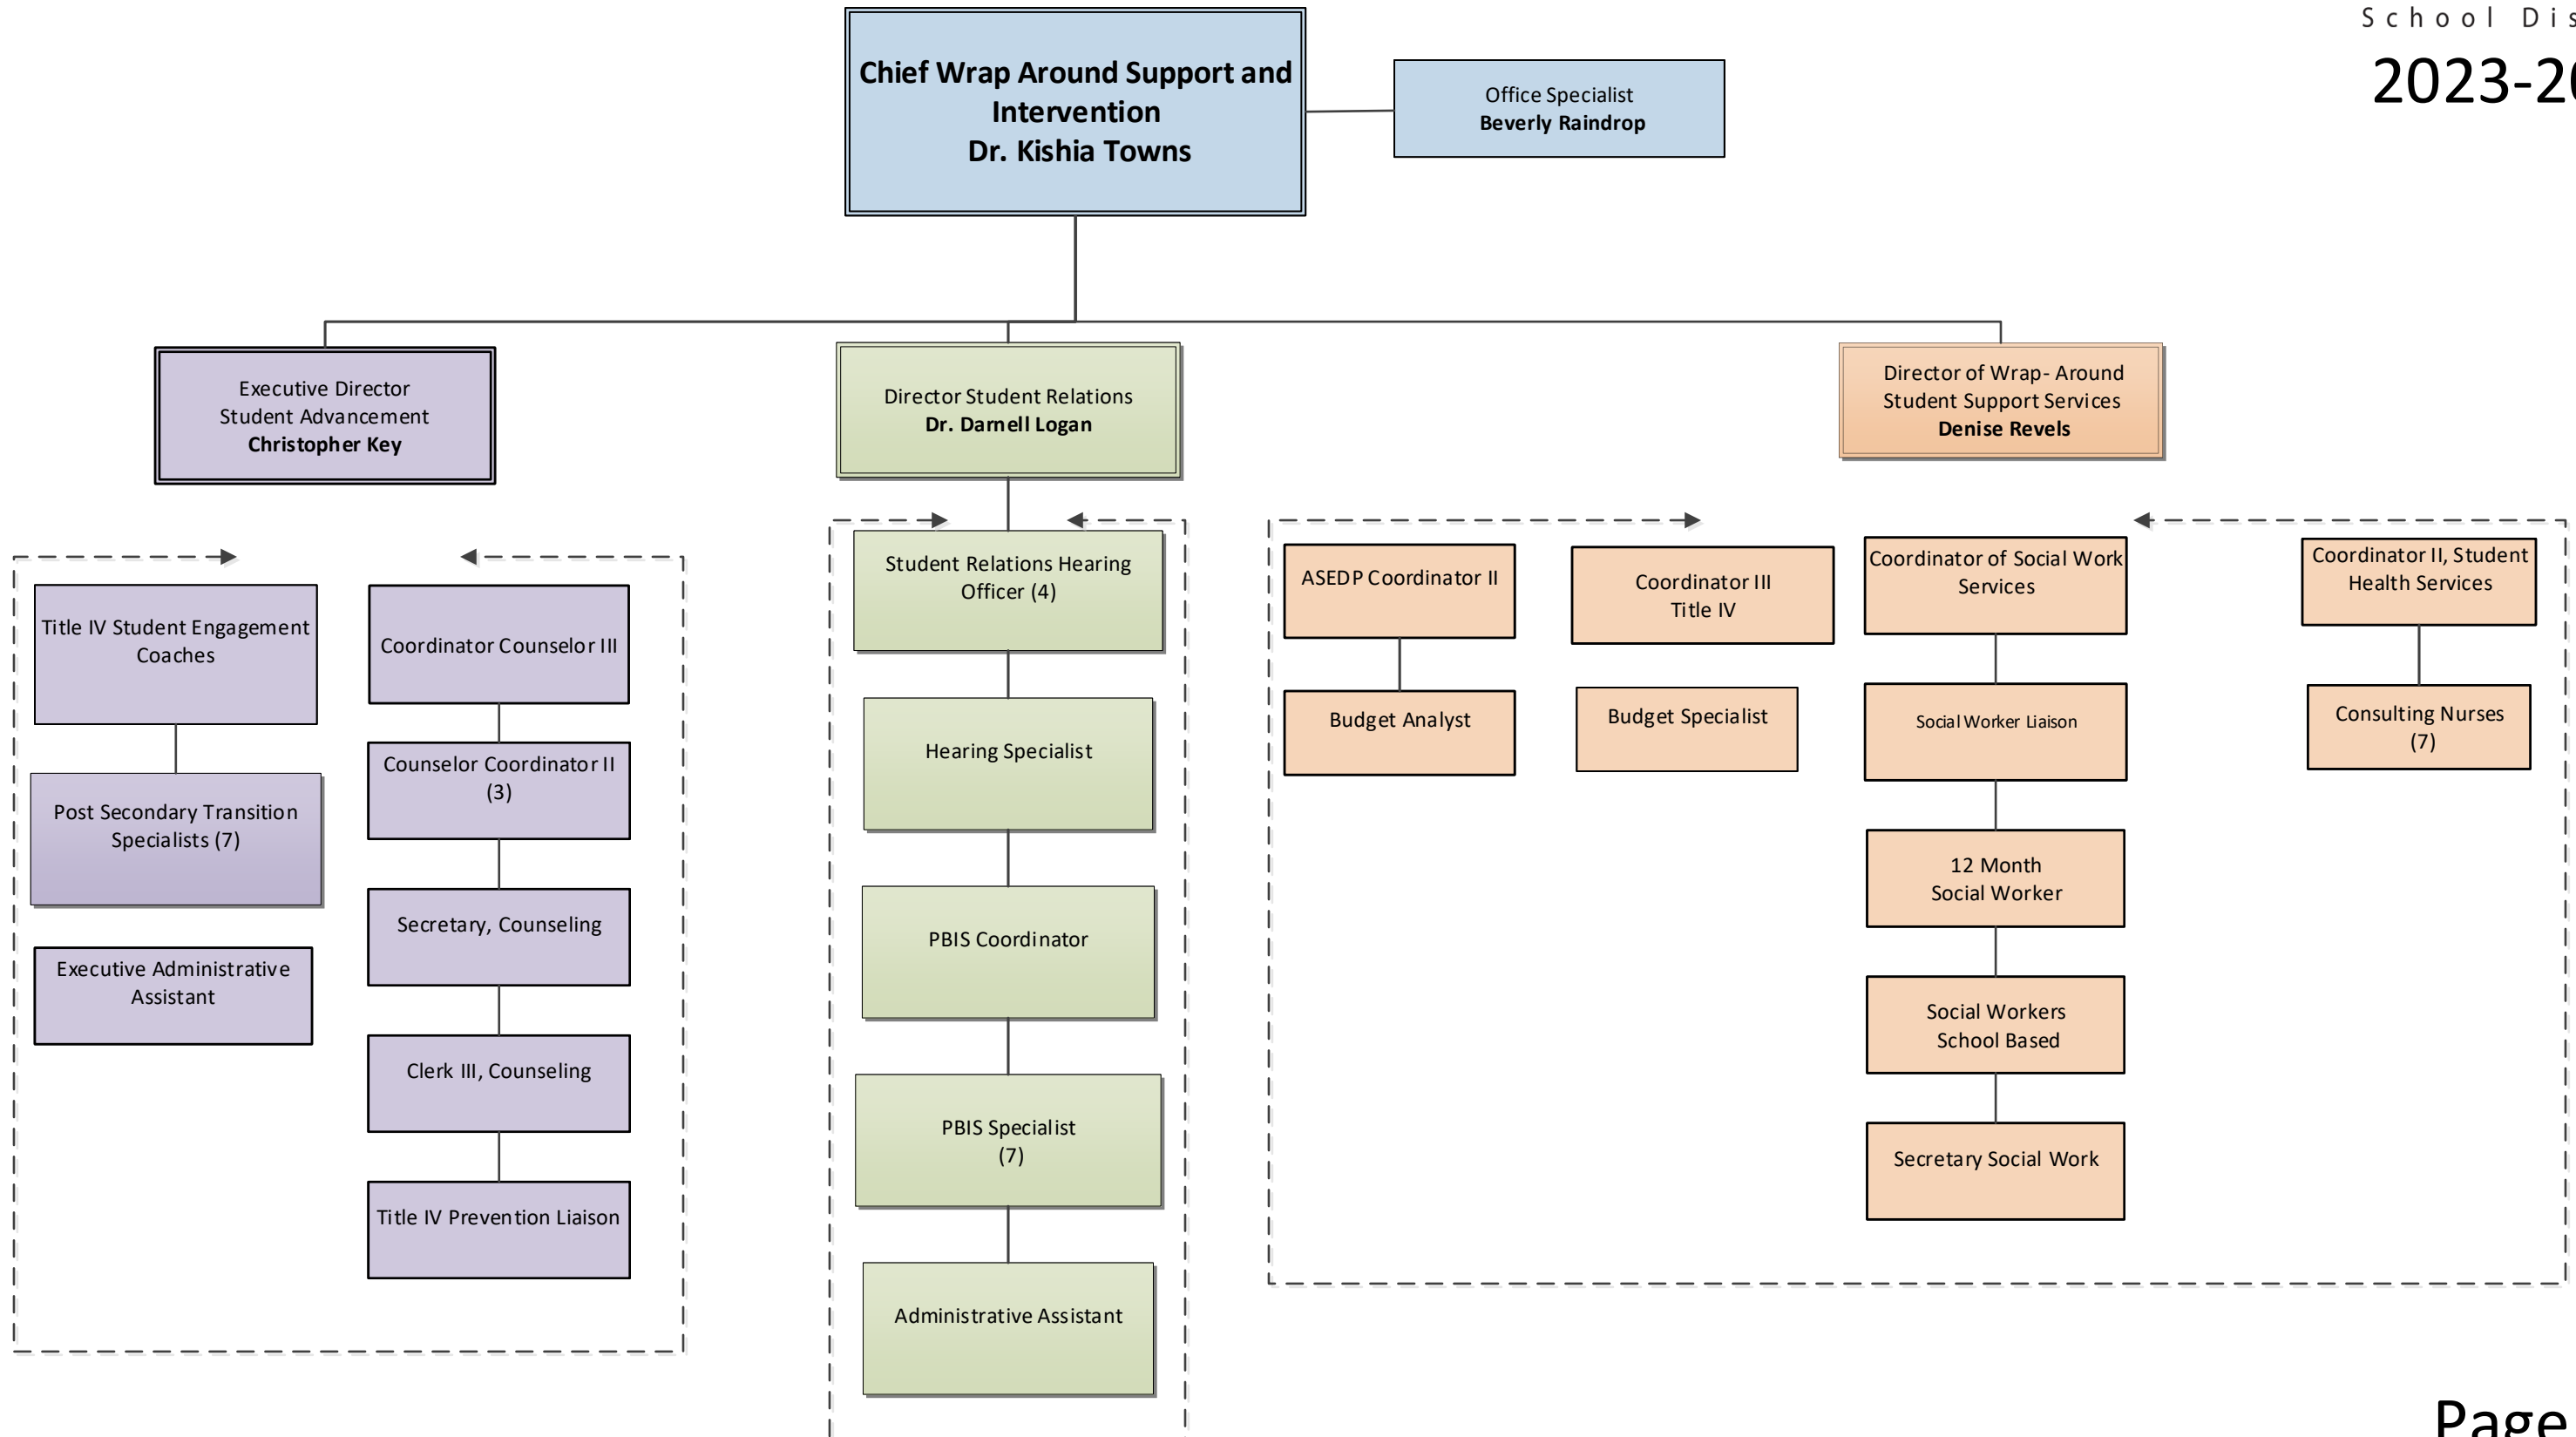 School
2023-
Chief Wrap Around Support and
Intervention
Dr. Kishia Towns
Office Specialist
Beverly Raindrop
Executive Director
Student Advancement
Christopher Key
Director Student Relations
Dr. Darnell Logan
Director of Wrap- Around
Student Support Services
Denise Revels
Title IV Student Engagement
Coaches
Post Secondary Transition
Specialists (7)
Executive Administrative
Assistant
Coordinator Counselor III
Counselor Coordinator II
(3)
Secretary, Counseling
Clerk III, Counseling
Title IV Prevention Liaison
Student Relations Hearing
Officer (4)
Hearing Specialist
PBIS Coordinator
PBIS Specialist
(7)
Administrative Assistant
ASEDP Coordinator II
Budget Analyst
Coordinator III
Title IV
Budget Specialist
Coordinator of Social Work
Services
Social Worker Liaison
12 Month
Social Worker
Social Workers
School Based
Secretary Social Work
Coordinator II, Student
Health Services
Consulting Nurses
(7)
Page